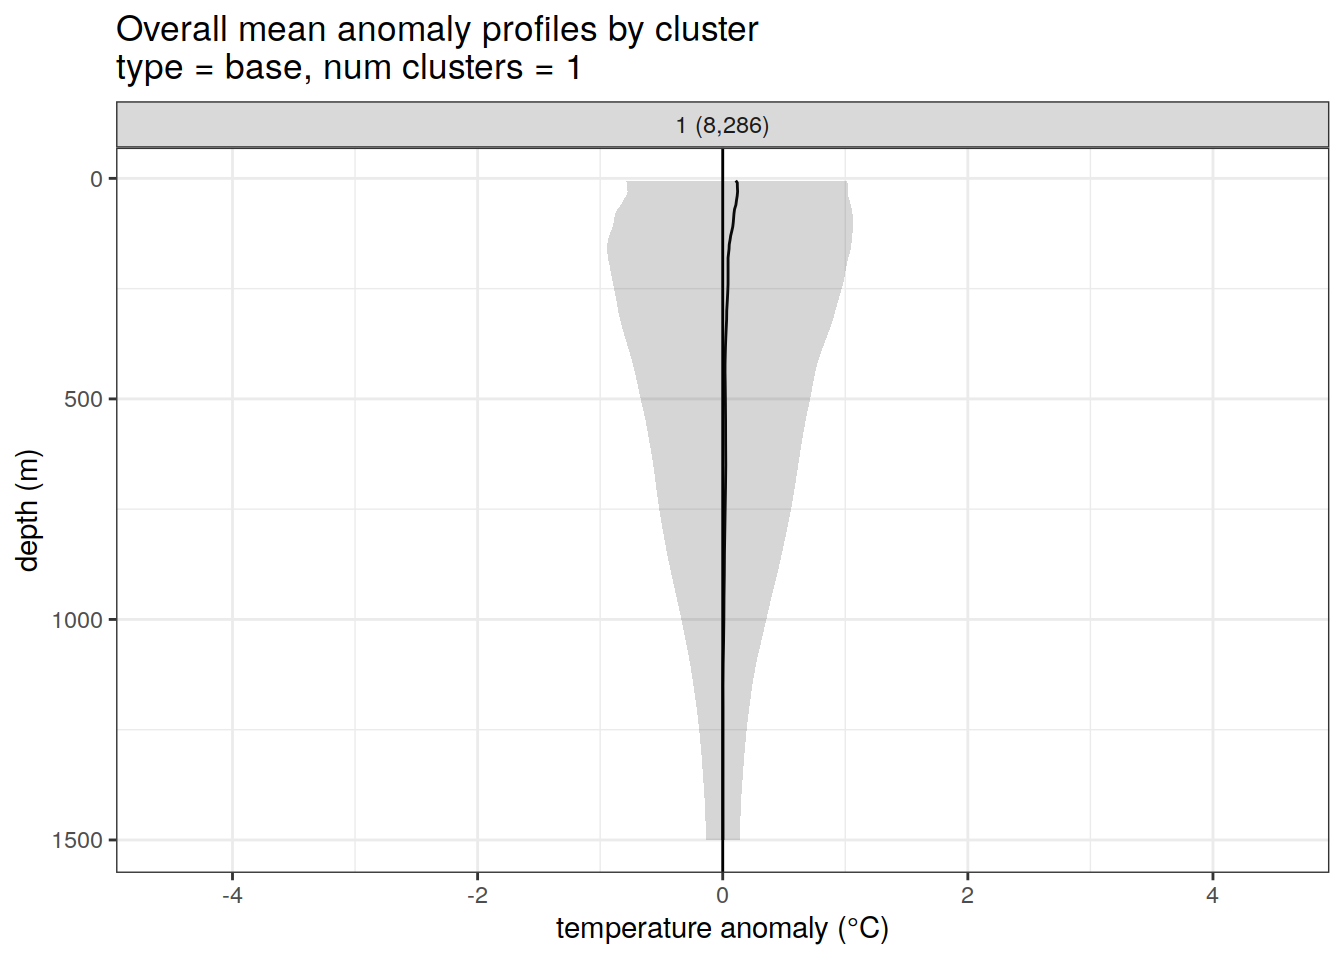 Overall mean anomaly profiles by cluster
type = base, num clusters = 1
1 (8,286)
0
500
1000
1500
depth (m)
-4
-2
0
2
4
temperature anomaly (°C)